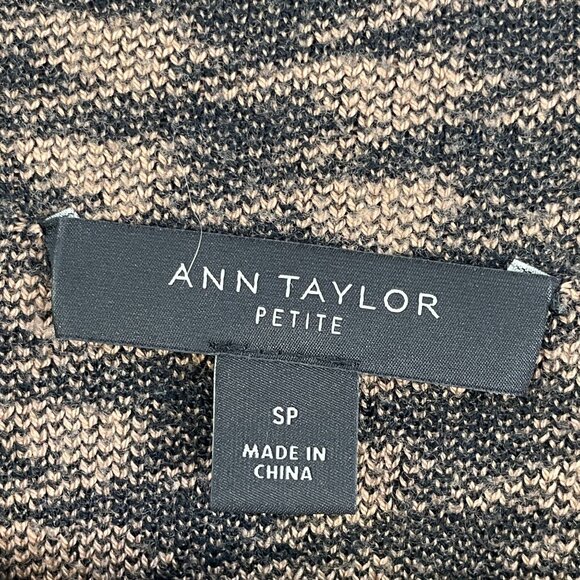 ANN TAYLOR
PETITE
SP
MADE IN
CHINA